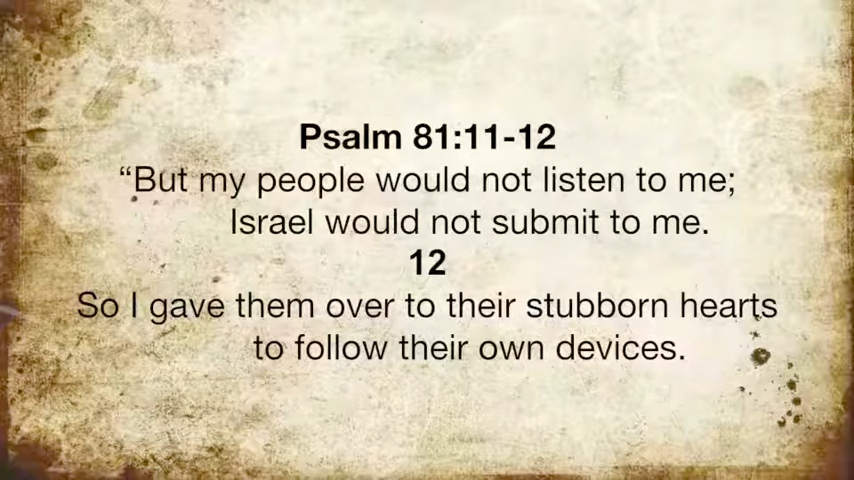 Psalm 81:11-12
“But my people would not listen to me;
Israel would not submit to me.
12
So I gave them over to their stubborn hearts
to follow their own devices.